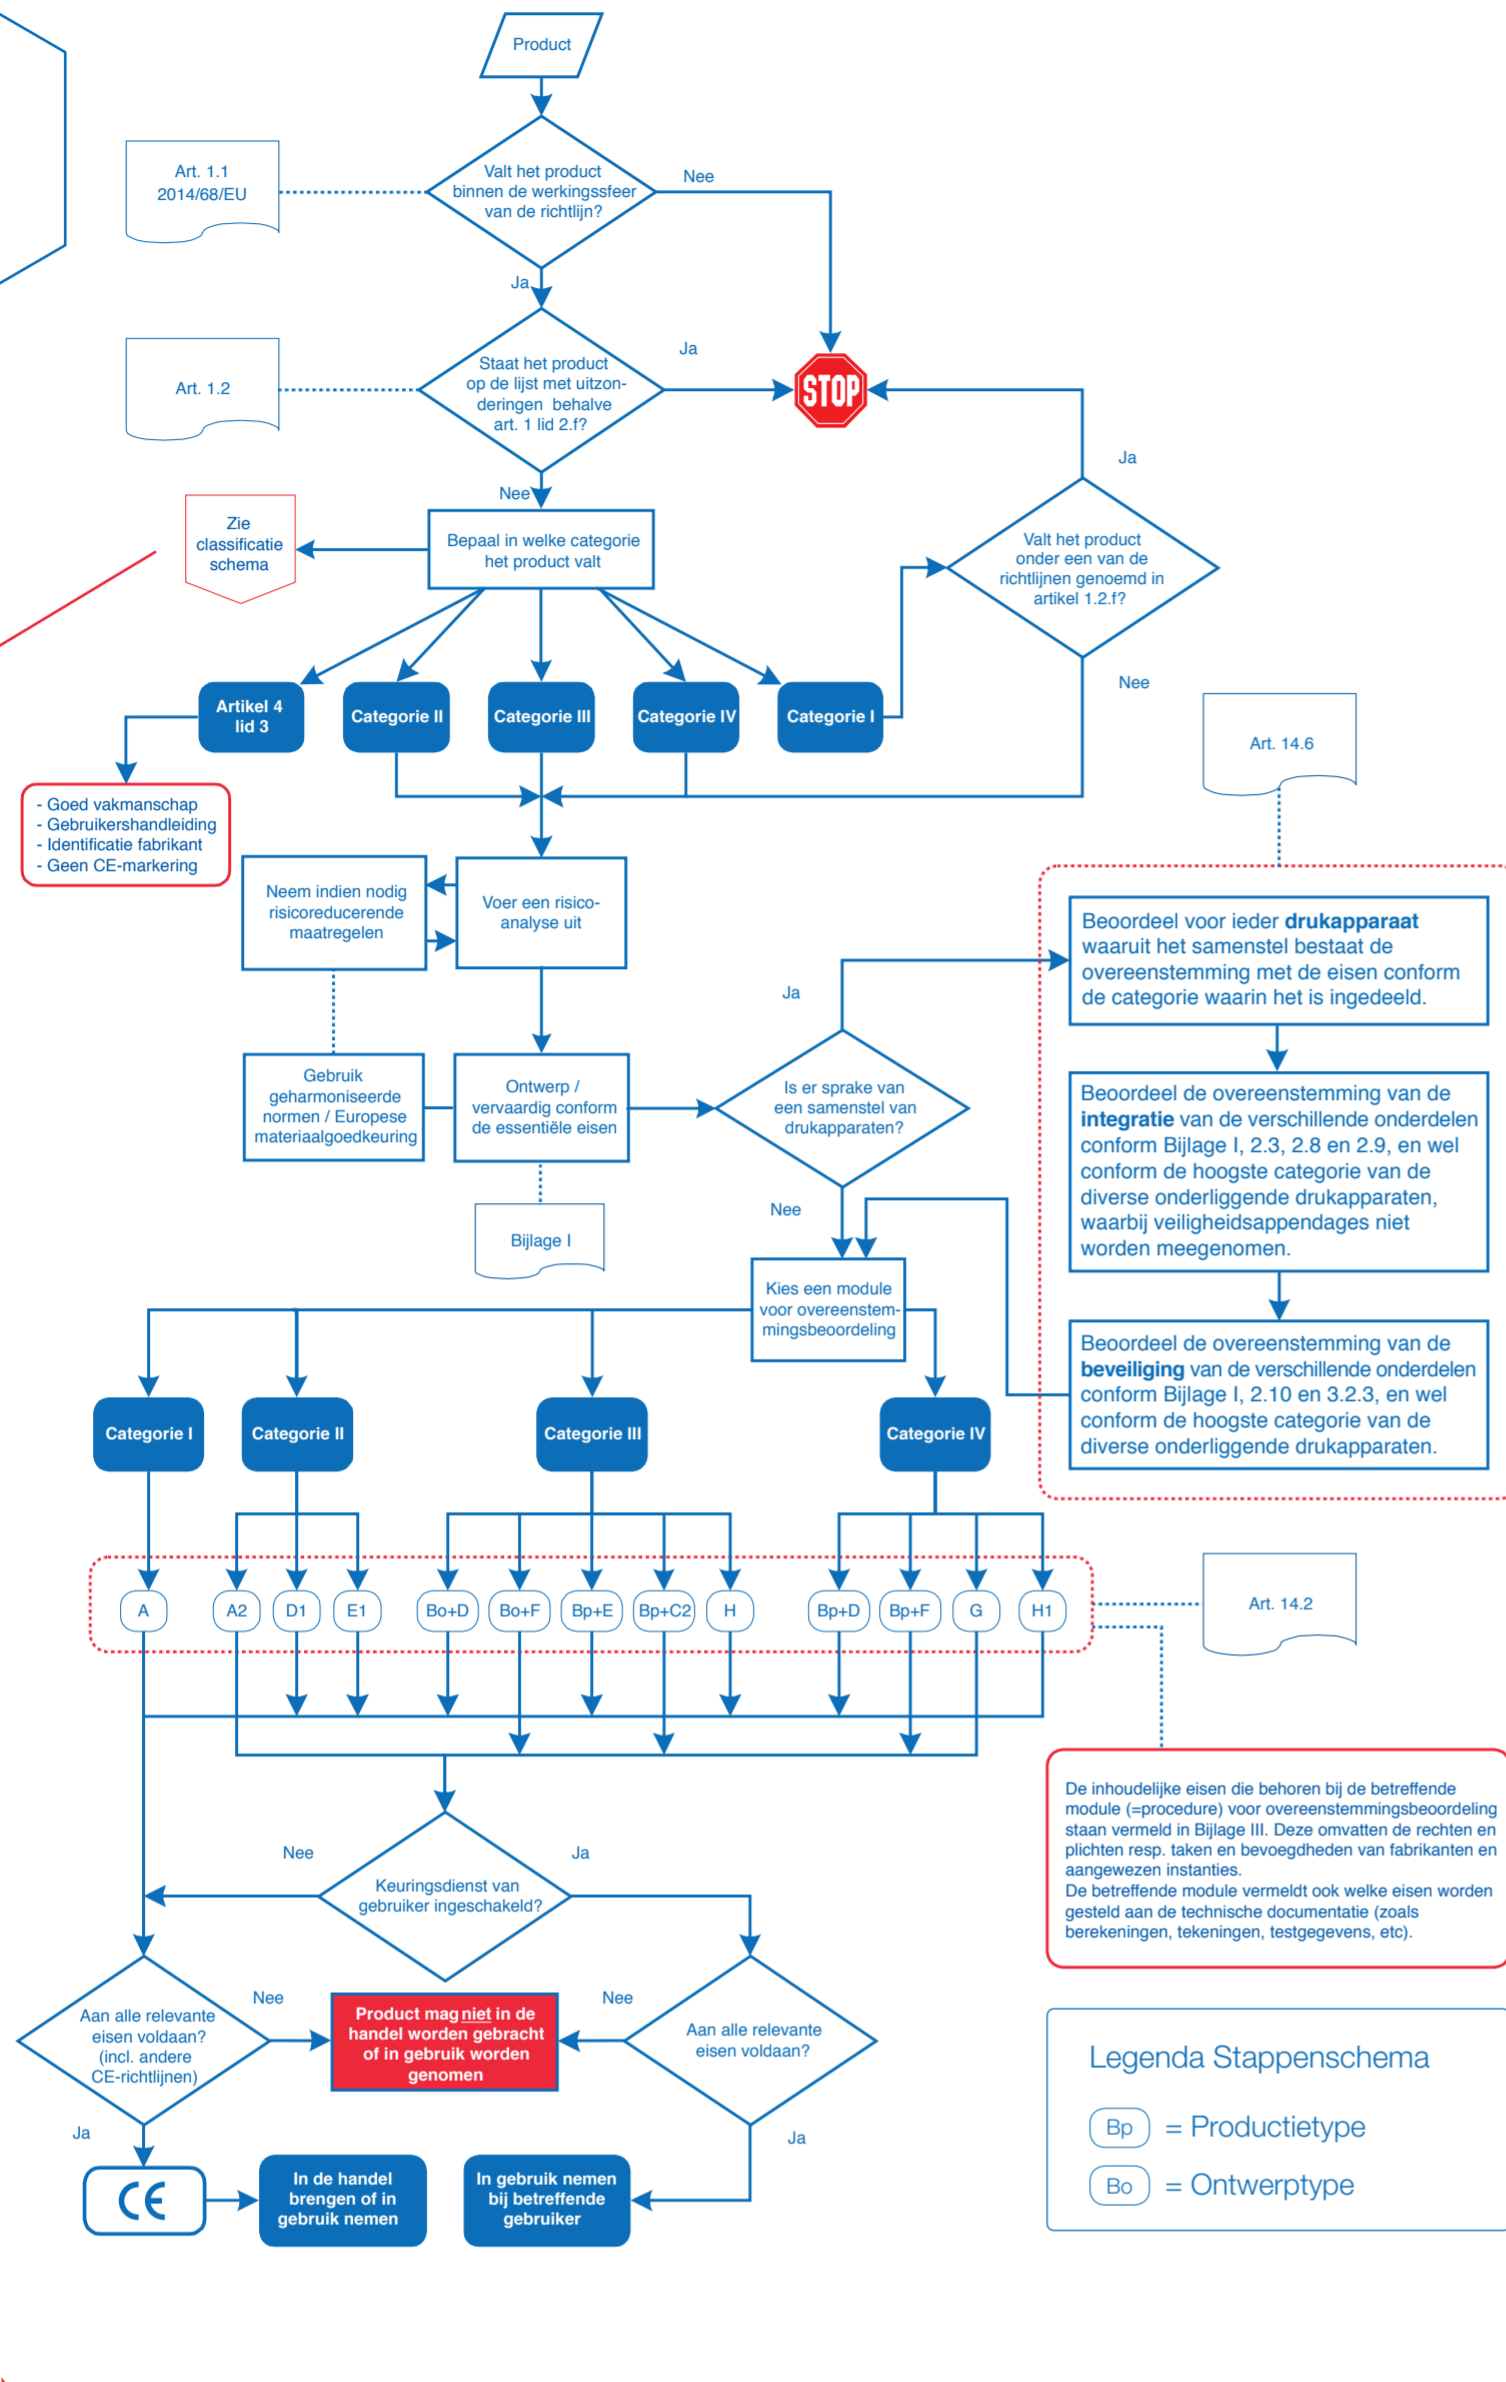 Product
Art. 1.1
2014/68/EU
Valt het product
binnen de werkingssfeer
van de richtlijn?
Nee
Ja
Art. 1.2
Staat het product
op de lijst met uitzon-
deringen behalve
art. 1 lid 2.f?
Ja
STOP
Nee
Ja
Zie
classificatie
schema
Bepaal in welke categorie
het product valt
Valt het product
onder een van de
richtlijnen genoemd in
artikel 1.2.f?
Nee
Artikel 4
lid 3
Categorie II
Categorie III
Categorie IV
Categorie I
Art. 14.6
- Goed vakmanschap
- Gebruikershandleiding
- Identificatie fabrikant
- Geen CE-markering
Neem indien nodig
risicoreducerende
maatregelen
Voer een risico-
analyse uit
Ja
Beoordeel voor ieder drukapparaat
waaruit het samenstel bestaat de
overeenstemming met de eisen conform
de categorie waarin het is ingedeeld.
Gebruik
geharmoniseerde
normen / Europese
materiaalgoedkeuring
Ontwerp /
vervaardig conform
de essentiële eisen
Is er sprake van
een samenstel van
drukapparaten?
Beoordeel de overeenstemming van de
integratie van de verschillende onderdelen
conform Bijlage I, 2.3, 2.8 en 2.9, en wel
conform de hoogste categorie van de
diverse onderliggende drukapparaten,
waarbij veiligheidsappendages niet
worden meegenomen.
Nee
Bijlage I
Kies een module
voor overeenstem-
mingsbeoordeling
Beoordeel de overeenstemming van de
beveiliging van de verschillende onderdelen
conform Bijlage I, 2.10 en 3.2.3, en wel
conform de hoogste categorie van de
diverse onderliggende drukapparaten.
Categorie I
Categorie II
Categorie III
Categorie IV
A
A2
D1
E1
Bo+D
Bo+F
Bp+E
Bp+C2
H
Bp+D
Bp+F
G
H1
Art. 14.2
De inhoudelijke eisen die behoren bij de betreffende
module (=procedure) voor overeenstemmingsbeoordeling
staan vermeld in Bijlage III. Deze omvatten de rechten en
plichten resp. taken en bevoegdheden van fabrikanten en
aangewezen instanties.
De betreffende module vermeldt ook welke eisen worden
gesteld aan de technische documentatie (zoals
berekeningen, tekeningen, testgegevens, etc).
Nee
Ja
Keuringsdienst van
gebruiker ingeschakeld?
Aan alle relevante
eisen voldaan?
(incl. andere
CE-richtlijnen)
Nee
Product mag niet in de
handel worden gebracht
of in gebruik worden
genomen
Nee
Aan alle relevante
eisen voldaan?
Ja
Ja
CE
In de handel
brengen of in
gebruik nemen
In gebruik nemen
bij betreffende
gebruiker
Legenda Stappenschema
Bp = Productietype
Bo = Ontwerptype